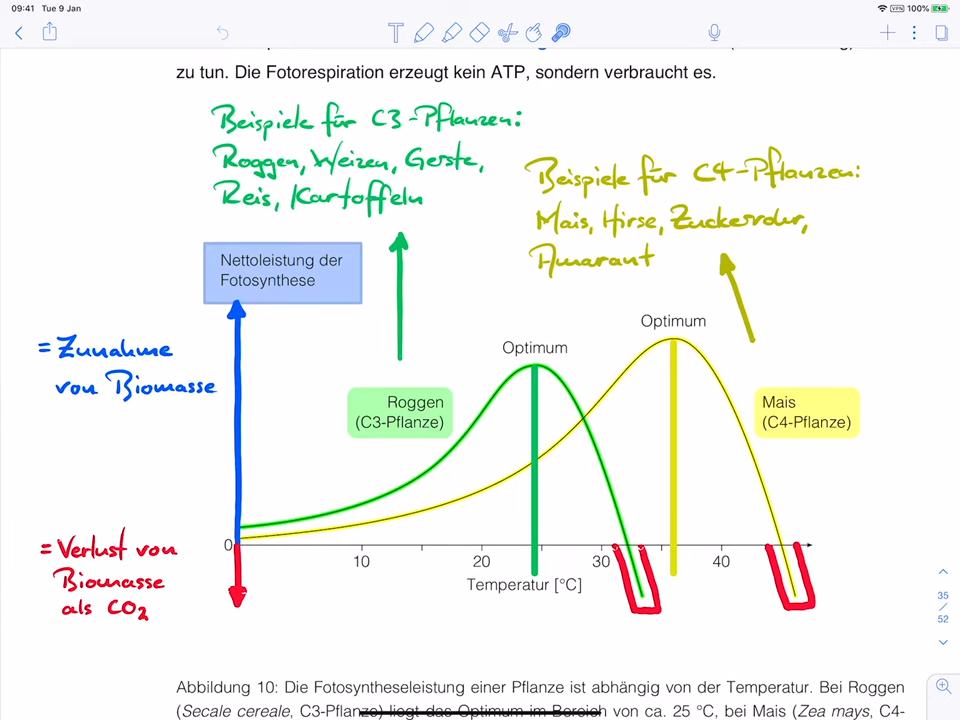 09:41 Tue 9 Jan
VPN 100%
zu tun. Die Fotorespiration erzeugt kein ATP, sondern verbraucht es.
Beispiele für C3-Pflanzen:
Roggen, Weizen, Gerste,
Reis, Kartoffeln
Beispiele für C4-Pflanzen:
Mais, Hirse, Zuckerrohr,
Amarant
Nettoleistung der
Fotosynthese
= Zunahme
von Biomasse
Optimum
Optimum
Roggen
(C3-Pflanze)
Mais
(C4-Pflanze)
0
10
20
30
40
Temperatur [°C]
= Verlust von
Biomasse
als CO2
35
/
52
Abbildung 10: Die Fotosyntheseleistung einer Pflanze ist abhängig von der Temperatur. Bei Roggen
(Secale cereale, C3-Pflanze) liegt das Optimum im Bereich von ca. 25 °C, bei Mais (Zea mays, C4-